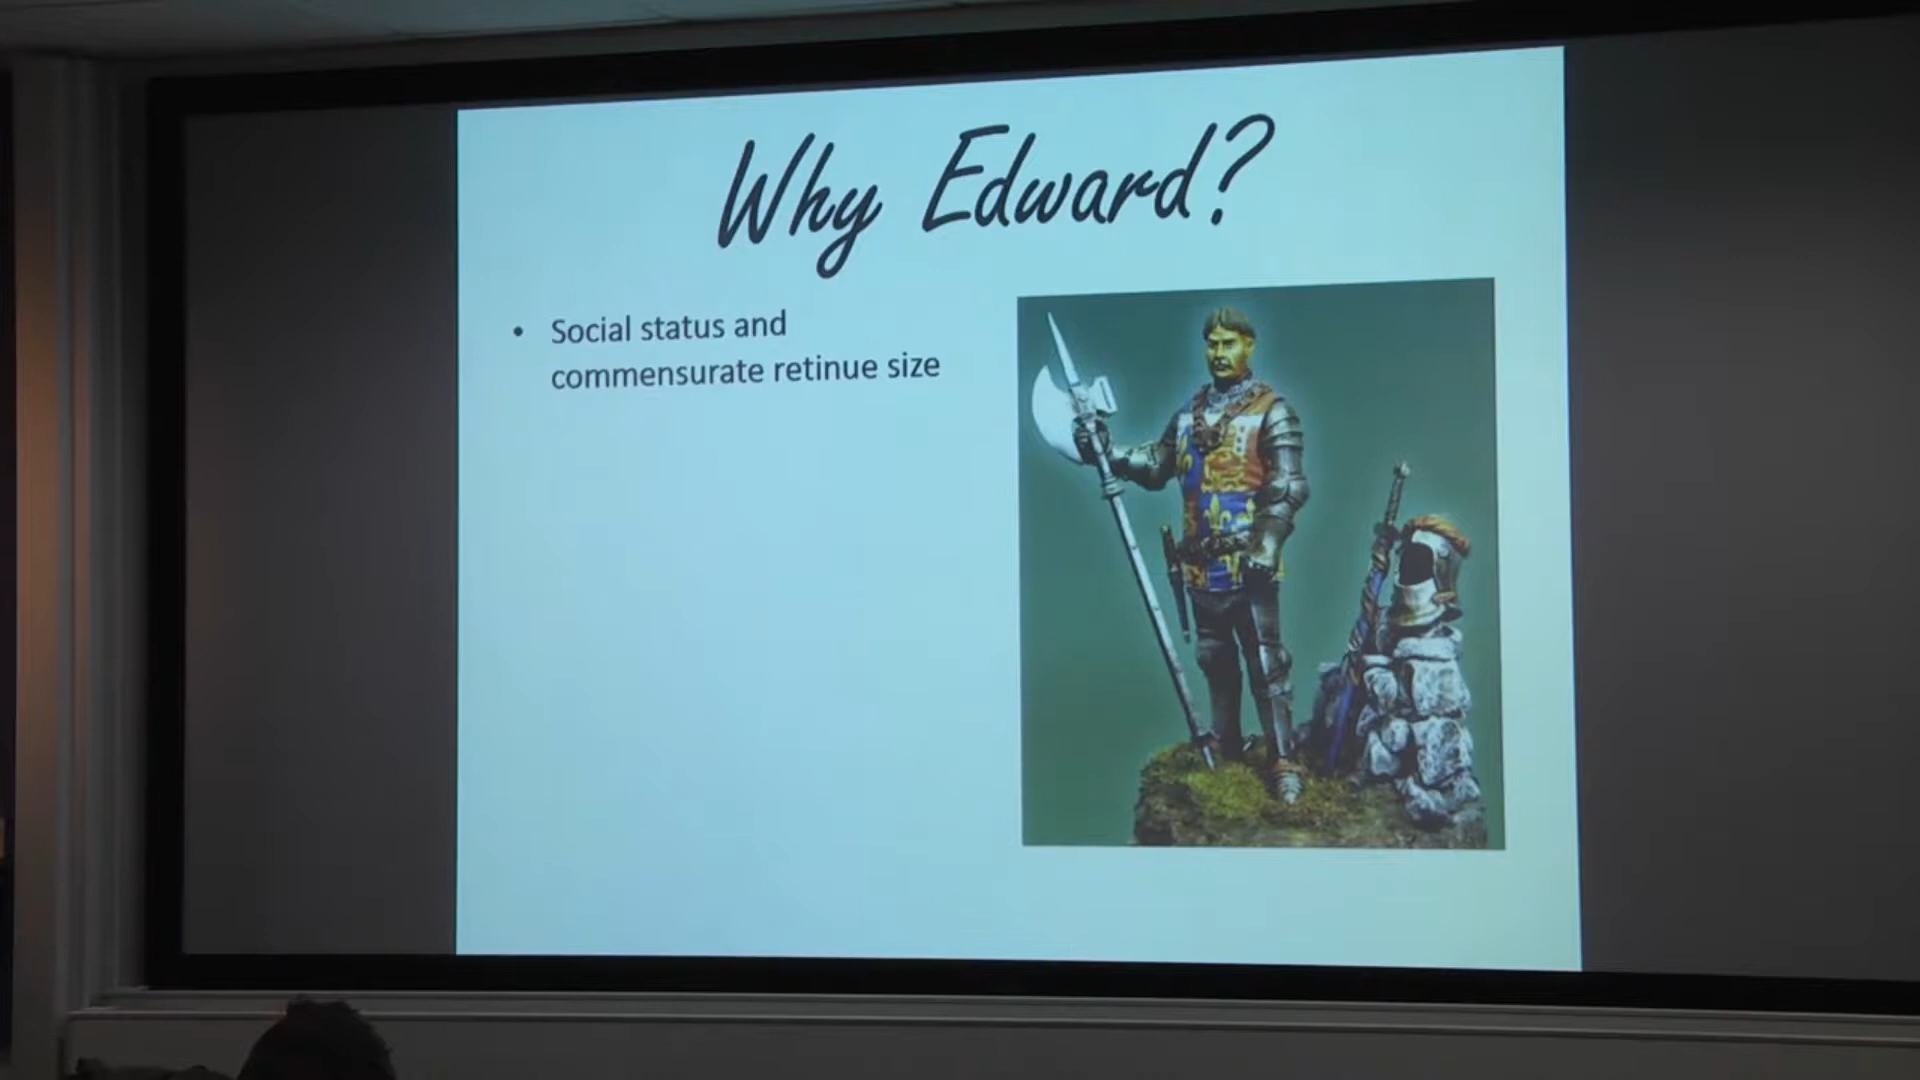 Why Edward?
• Social status and
commensurate retinue size